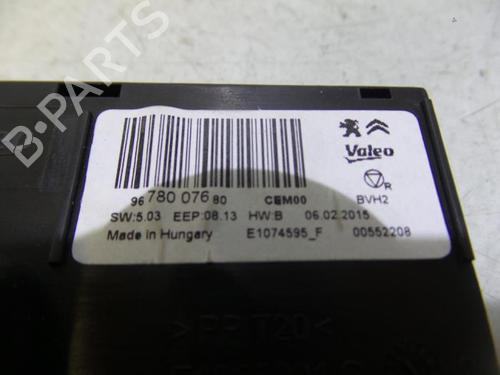 B-PARTS
Valeo
R
96 780 076 80 CEM00 BVH2
SW:5.03 EEP:08.13 HW:B 06.02.2015
Made in Hungary E1074595_F 00552208
>PP T20<